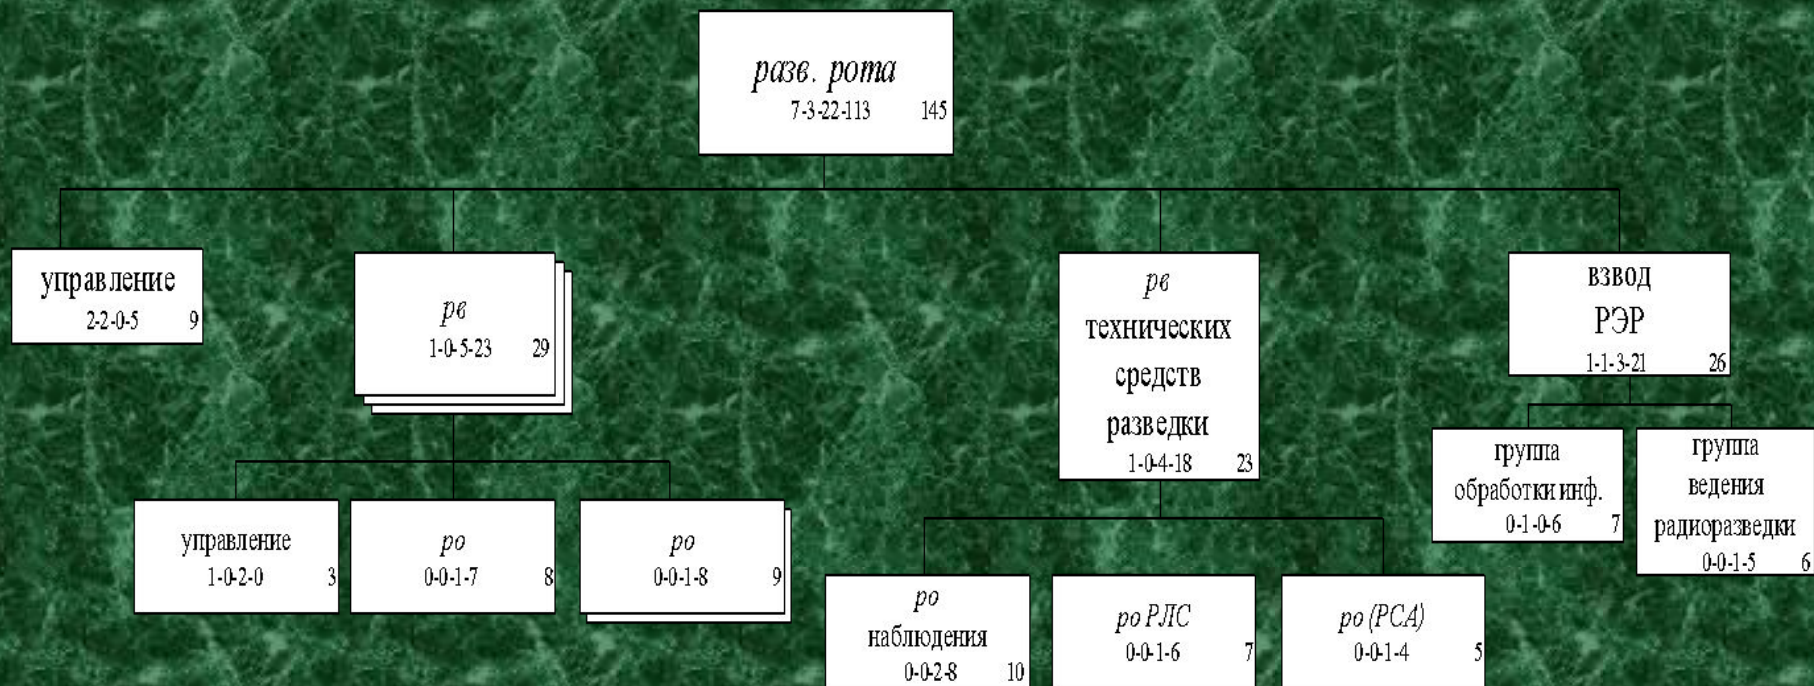 разв. рота
7-3-22-113 145
управление
2-2-0-5 9
рв
1-0-5-23 29
рв
технических
средств
разведки
1-0-4-18 23
взвод
РЭР
1-1-3-21 26
управление
1-0-2-0 3
ро
0-0-1-7 8
ро
0-0-1-8 9
ро
наблюдения
0-0-2-8 10
ро РЛС
0-0-1-6 7
ро (РСА)
0-0-1-4 5
группа
обработки инф.
0-1-0-6 7
группа
ведения
радиоразведки
0-0-1-5 6